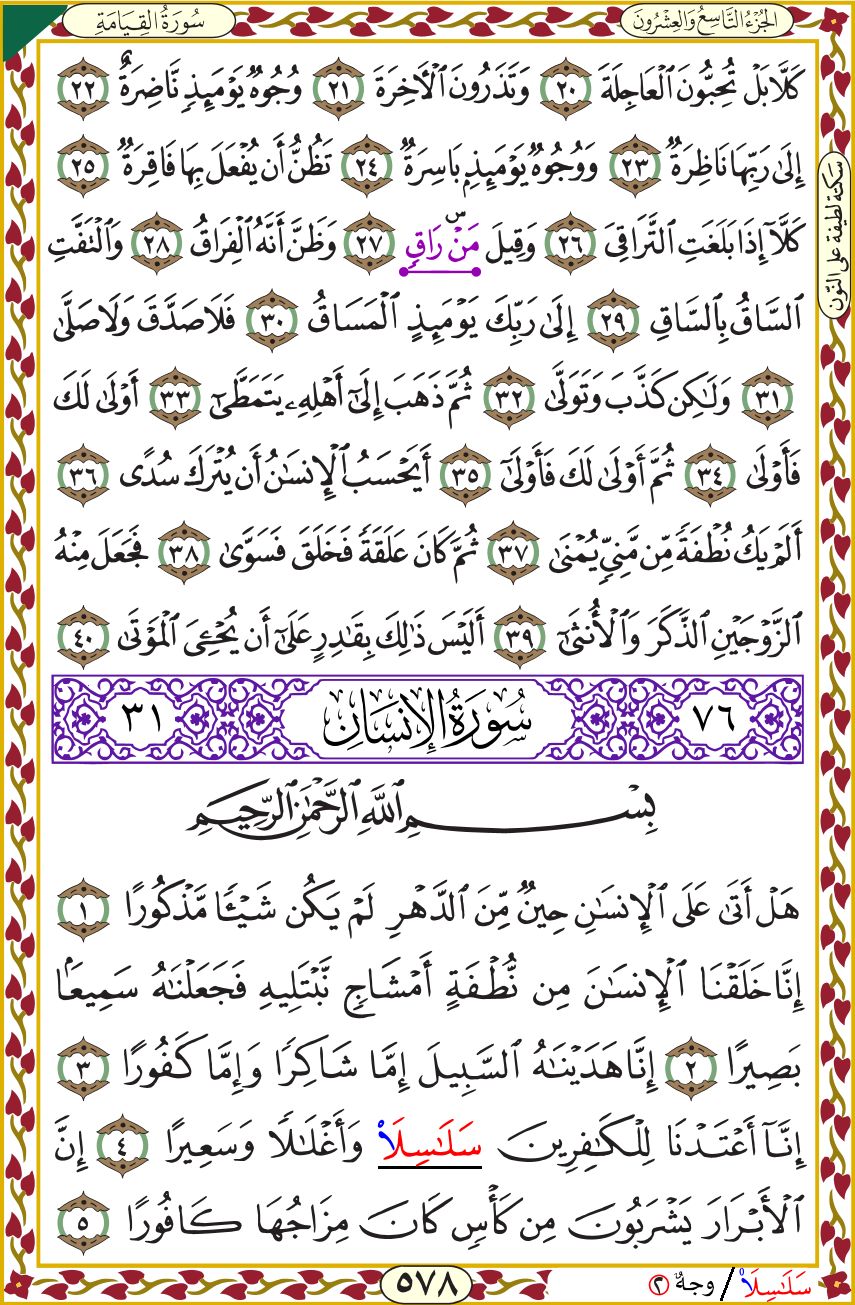 الجُزْءُ التَّاسِعُ وَالعِشْرُونَ
سُورَةُ الْقِيَامَةِ
كَلَّا بَلْ تُحِبُّونَ ٱلْعَاجِلَةَ ٢٠ وَتَذَرُونَ ٱلْأَخِرَةَ ٢١ وُجُوهٌ يَوْمَئِذٍ نَّاضِرَةٌ ٢٢
إِلَىٰ رَبِّهَا نَاظِرَةٌ ٢٣ وَوُجُوهٌ يَوْمَئِذٍ بَاسِرَةٌ ٢٤ تَظُنُّ أَن يُفْعَلَ بِهَا فَاقِرَةٌ ٢٥
كَلَّآ إِذَا بَلَغَتِ ٱلتَّرَاقِيَ ٢٦ وَقِيلَ مَنْۜ رَاقٍ ٢٧ وَظَنَّ أَنَّهُ ٱلْفِرَاقُ ٢٨ وَٱلْتَفَّتِ
ٱلسَّاقُ بِٱلسَّاقِ ٢٩ إِلَىٰ رَبِّكَ يَوْمَئِذٍ ٱلْمَسَاقُ ٣٠ فَلَا صَدَّقَ وَلَا صَلَّىٰ
٣١ وَلَٰكِن كَذَّبَ وَتَوَلَّىٰ ٣٢ ثُمَّ ذَهَبَ إِلَىٰٓ أَهْلِهِۦ يَتَمَطَّىٰٓ ٣٣ أَوْلَىٰ لَكَ
فَأَوْلَىٰ ٣٤ ثُمَّ أَوْلَىٰ لَكَ فَأَوْلَىٰٓ ٣٥ أَيَحْسَبُ ٱلْإِنسَٰنُ أَن يُتْرَكَ سُدًى ٣٦
أَلَمْ يَكُ نُطْفَةً مِّن مَّنِيٍّ يُمْنَىٰ ٣٧ ثُمَّ كَانَ عَلَقَةً فَخَلَقَ فَسَوَّىٰ ٣٨ فَجَعَلَ مِنْهُ
ٱلزَّوْجَيْنِ ٱلذَّكَرَ وَٱلْأُنثَىٰٓ ٣٩ أَلَيْسَ ذَٰلِكَ بِقَٰدِرٍ عَلَىٰٓ أَن يُحْـِۧيَ ٱلْمَوْتَىٰ ٤٠
سكتة لطيفة على النّون
٧٦ سُورَةُ الإِنسَانِ ٣١
بِسْمِ ٱللَّهِ ٱلرَّحْمَٰنِ ٱلرَّحِيمِ
هَلْ أَتَىٰ عَلَى ٱلْإِنسَٰنِ حِينٌ مِّنَ ٱلدَّهْرِ لَمْ يَكُن شَيْـًٔا مَّذْكُورًا ١
إِنَّا خَلَقْنَا ٱلْإِنسَٰنَ مِن نُّطْفَةٍ أَمْشَاجٍ نَّبْتَلِيهِ فَجَعَلْنَٰهُ سَمِيعًۢا
بَصِيرًا ٢ إِنَّا هَدَيْنَٰهُ ٱلسَّبِيلَ إِمَّا شَاكِرًا وَإِمَّا كَفُورًا ٣
إِنَّآ أَعْتَدْنَا لِلْكَٰفِرِينَ سَلَٰسِلَا۠ وَأَغْلَٰلًا وَسَعِيرًا ٤ إِنَّ
ٱلْأَبْرَارَ يَشْرَبُونَ مِن كَأْسٍ كَانَ مِزَاجُهَا كَافُورًا ٥
٥٧٨
سَلَٰسِلَا۠ / وجهٌ ٢